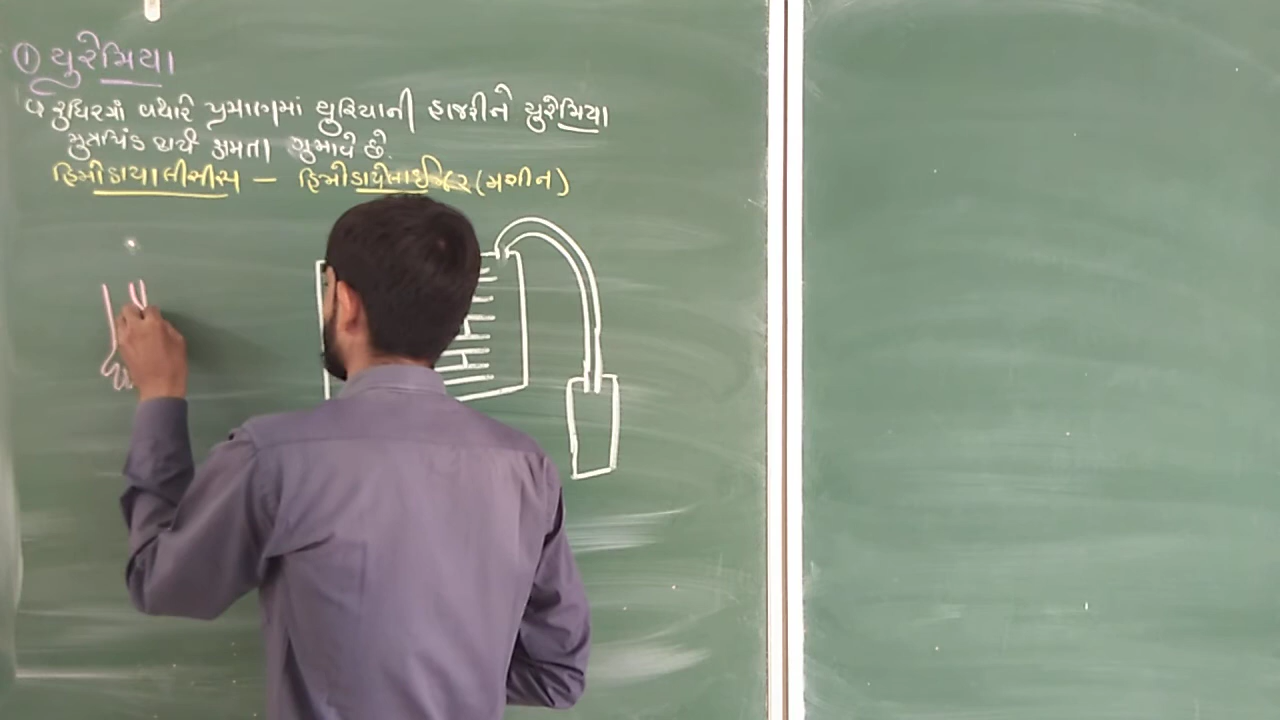 ① યુરેમિયા
↳ રુધિરમાં વધારે પ્રમાણમાં યુરિયાની હાજરીને યુરેમિયા
મુત્રપિંડ કાર્ય ક્ષમતા ગુમાવે છે.
હિમોડાયાલીસીસ – હિમોડાયેલાઈઝર (મશીન)